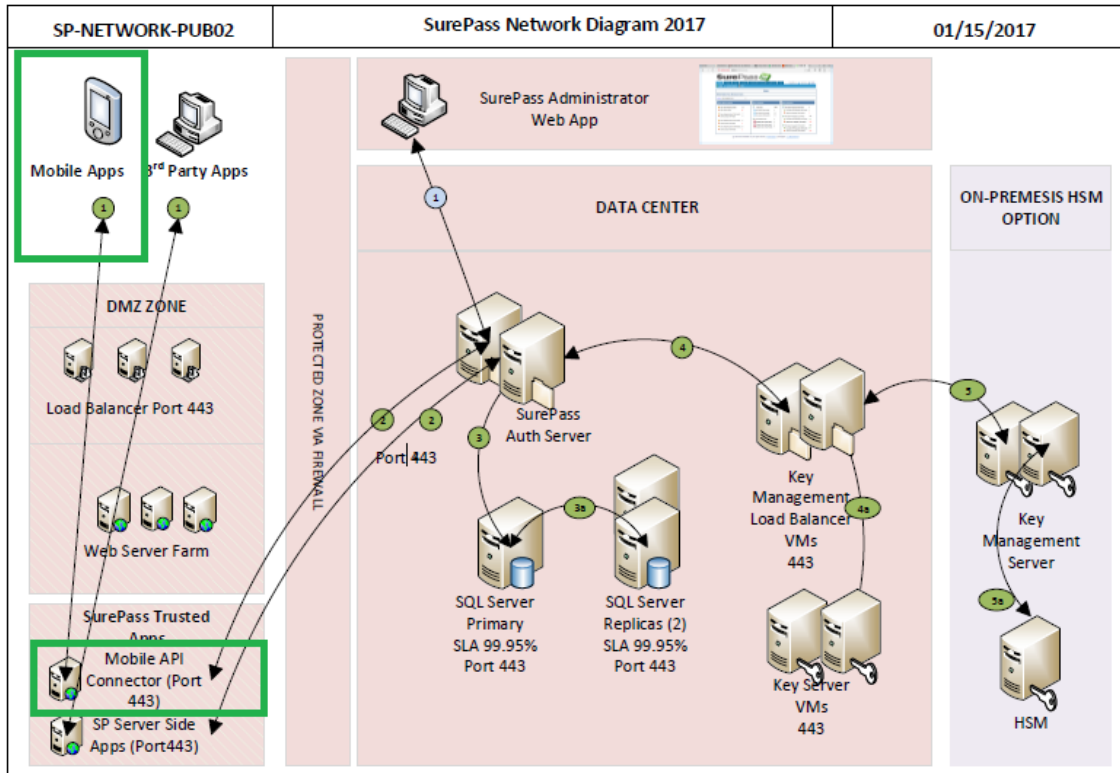 SP-NETWORK-PUB02
SurePass Network Diagram 2017
01/15/2017
Mobile Apps
3rd Party Apps
1
1
DMZ ZONE
Load Balancer Port 443
Web Server Farm
SurePass Trusted
Apps
Mobile API
Connector (Port
443)
SP Server Side
Apps (Port443)
PROTECTED ZONE VIA FIREWALL
SurePass Administrator
Web App
SurePass
1
DATA CENTER
2
2
Port 443
SurePass
Auth Server
3
3a
4
SQL Server
Primary
SLA 99.95%
Port 443
SQL Server
Replicas (2)
SLA 99.95%
Port 443
Key
Management
Load Balancer
VMs
443
4a
Key Server
VMs
443
ON-PREMESIS HSM
OPTION
5
Key
Management
Server
5a
HSM